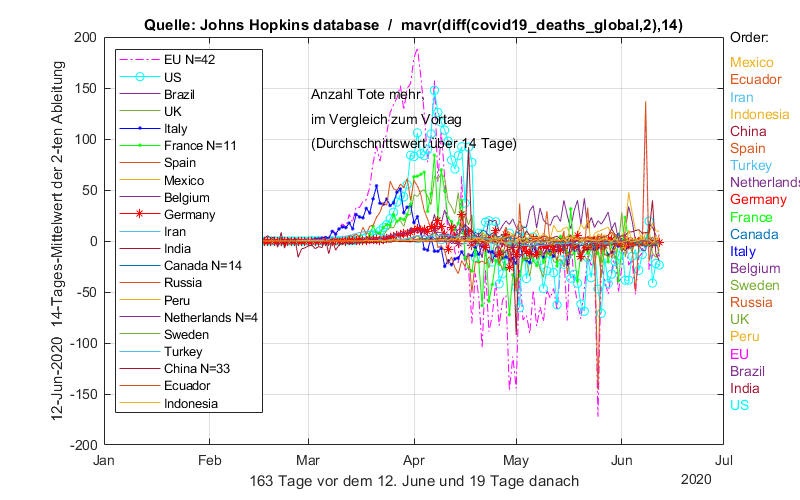 Quelle: Johns Hopkins database / mavr(diff(covid19_deaths_global,2),14)
12-Jun-2020 14-Tages-Mittelwert der 2-ten Ableitung
200
150
100
50
0
-50
-100
-150
-200
EU N=42
US
Brazil
UK
Italy
France N=11
Spain
Mexico
Belgium
Germany
Iran
India
Canada N=14
Russia
Peru
Netherlands N=4
Sweden
Turkey
China N=33
Ecuador
Indonesia
Anzahl Tote mehr
im Vergleich zum Vortag
(Durchschnittswert über 14 Tage)
Order:
Mexico
Ecuador
Iran
Indonesia
China
Spain
Turkey
Netherlands
Germany
France
Canada
Italy
Belgium
Sweden
Russia
UK
Peru
EU
Brazil
India
US
Jan Feb Mar Apr May Jun Jul
2020
163 Tage vor dem 12. June und 19 Tage danach